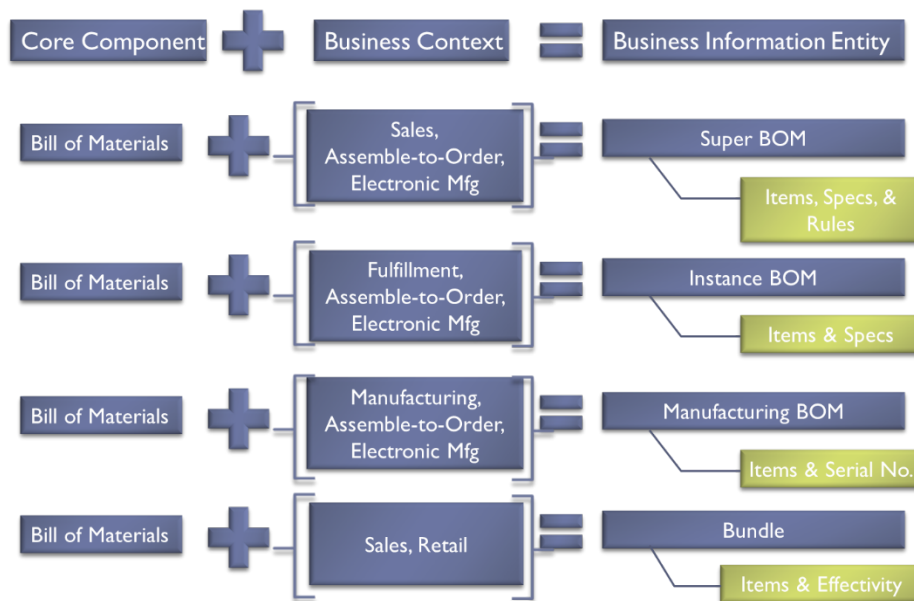 Core Component
Business Context
Business Information Entity
Bill of Materials
Sales,
Assemble-to-Order,
Electronic Mfg
Super BOM
Items, Specs, &
Rules
Bill of Materials
Fulfillment,
Assemble-to-Order,
Electronic Mfg
Instance BOM
Items & Specs
Bill of Materials
Manufacturing,
Assemble-to-Order,
Electronic Mfg
Manufacturing BOM
Items & Serial No.
Bill of Materials
Sales, Retail
Bundle
Items & Effectivity